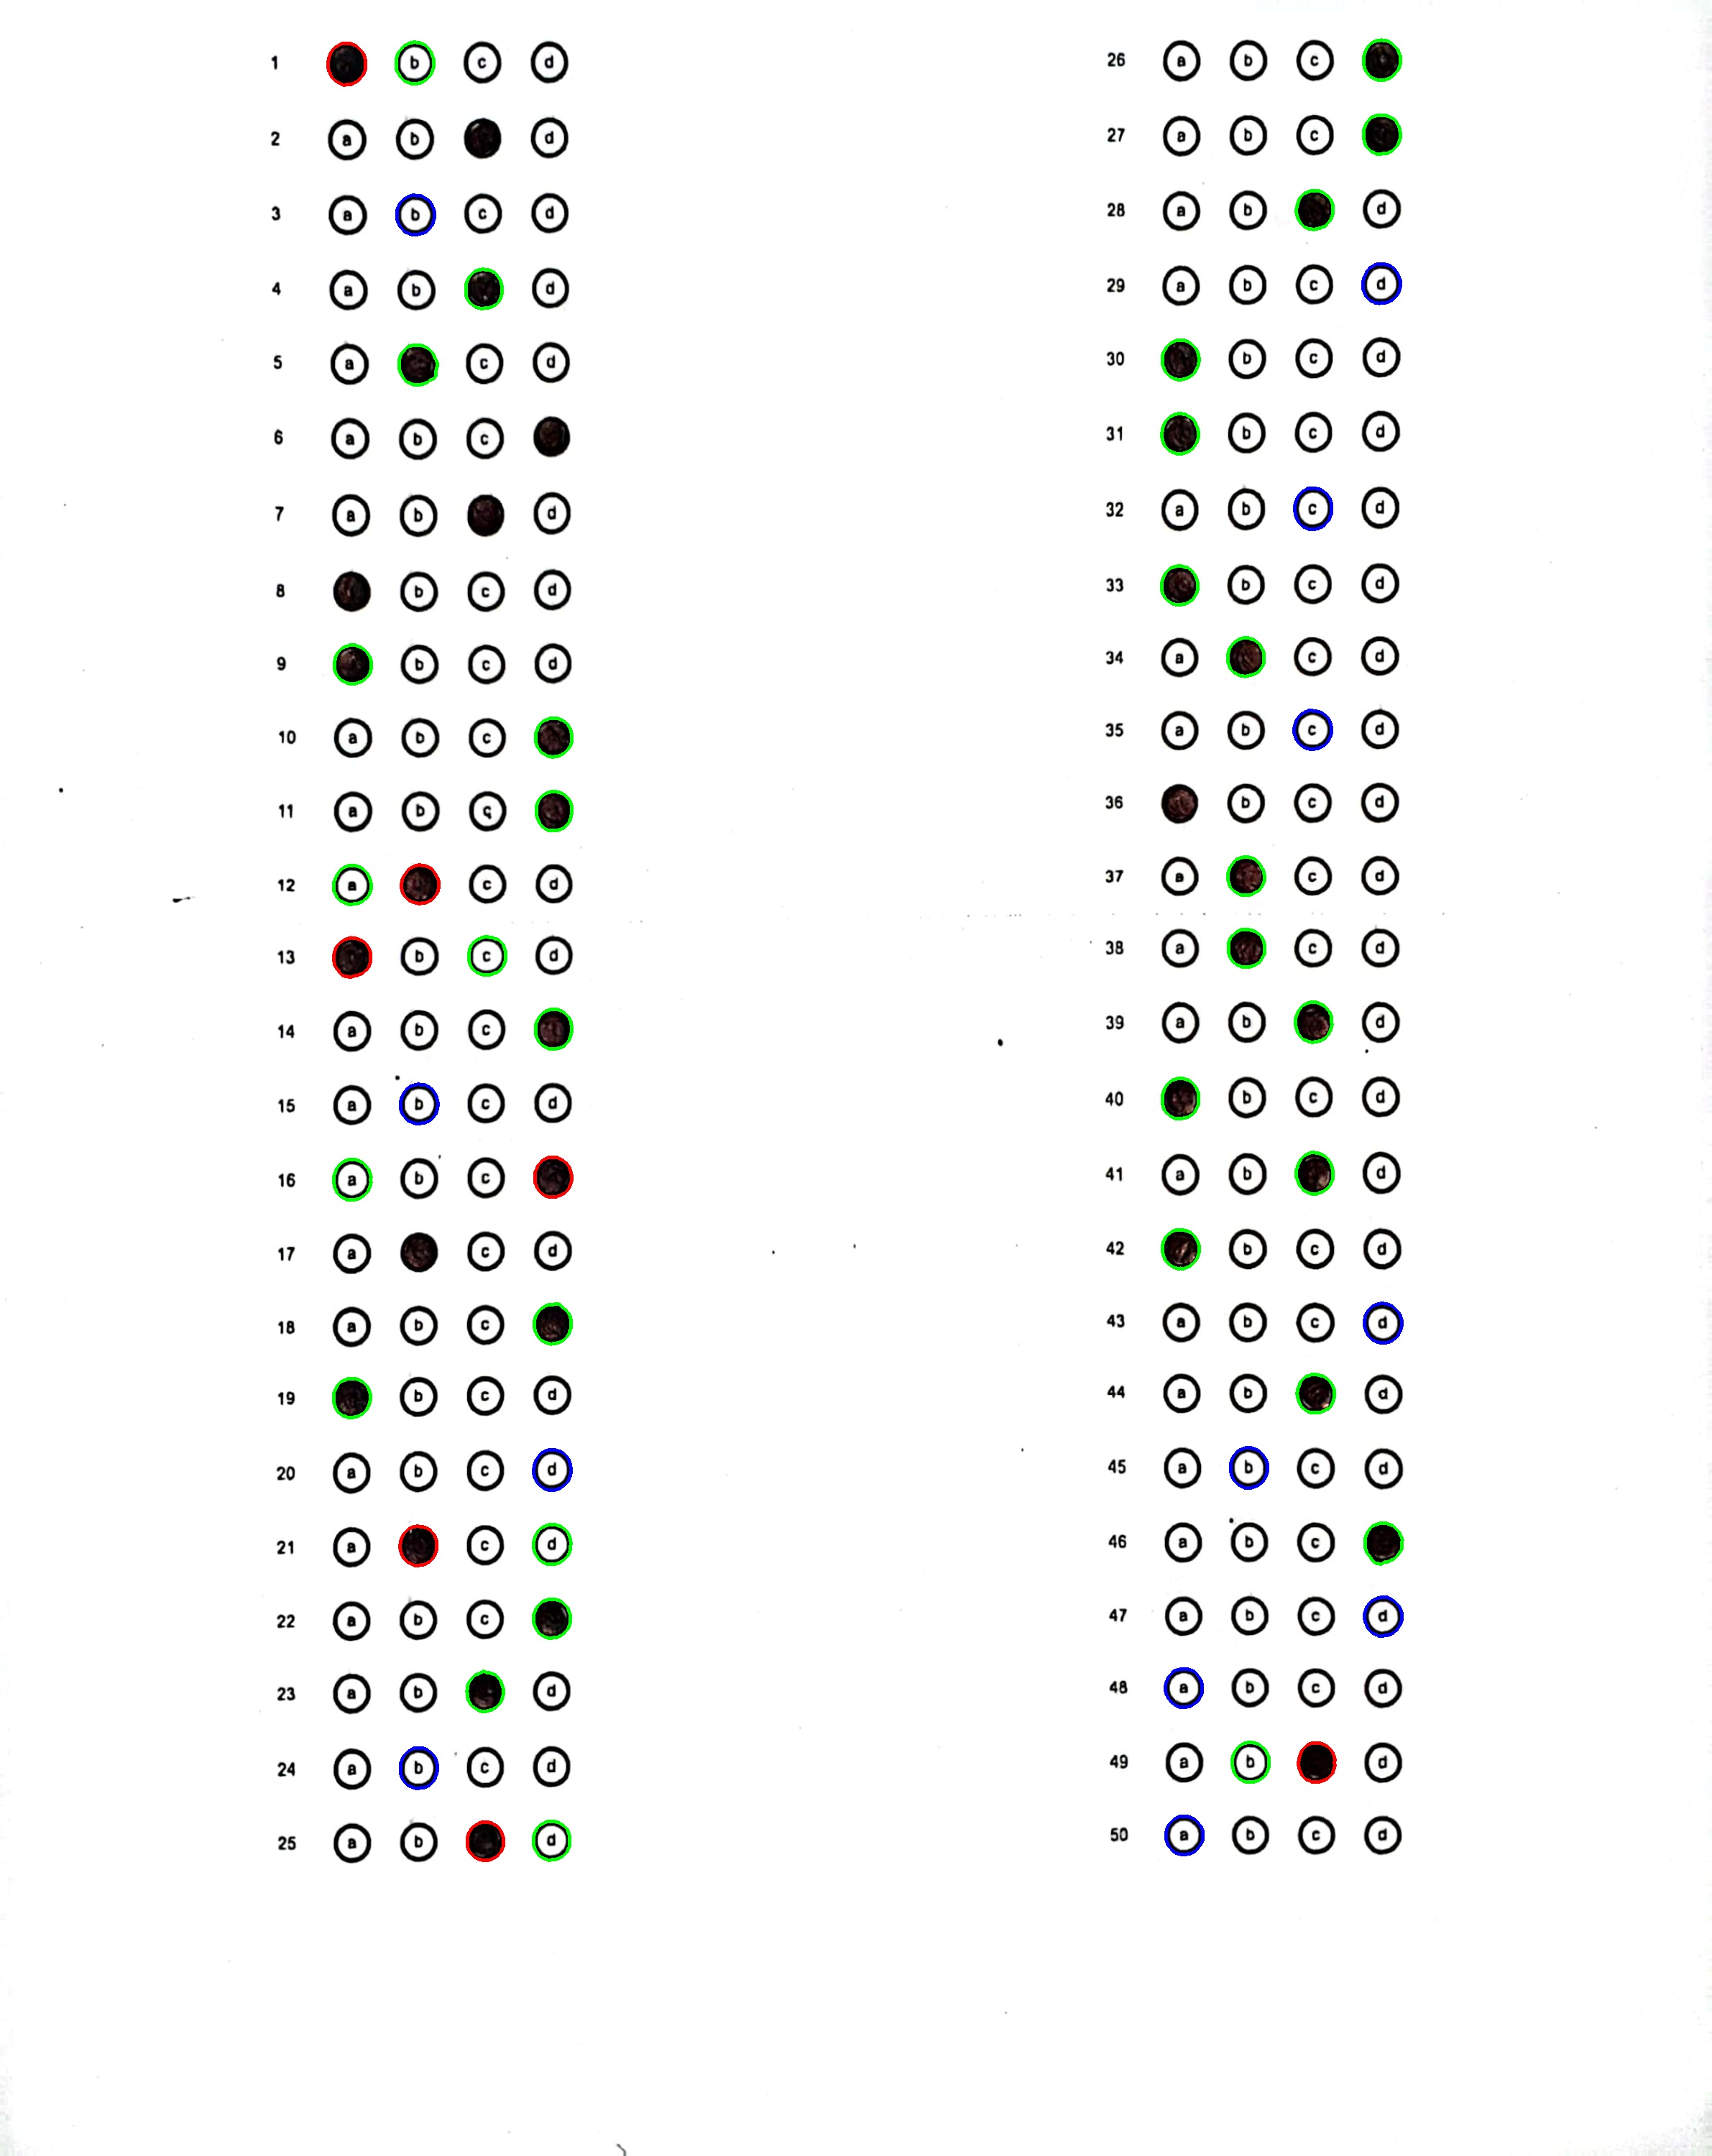 1 b c d
2 a b d
3 a b c d
4 a b d
5 a c d
6 a b c
7 a b d
8 b c d
9 b c d
10 a b c
11 a b c
12 a c d
13 b c d
14 a b c
15 a b c d
16 a b c
17 a c d
18 a b c
19 b c d
20 a b c d
21 a c d
22 a b c
23 a b d
24 a b c d
25 a b d
26 a b c
27 a b c
28 a b d
29 a b c d
30 b c d
31 b c d
32 a b c d
33 b c d
34 a c d
35 a b c d
36 b c d
37 a c d
38 a c d
39 a b d
40 b c d
41 a b d
42 b c d
43 a b c d
44 a b d
45 a b c d
46 a b c
47 a b c d
48 a b c d
49 a b d
50 a b c d